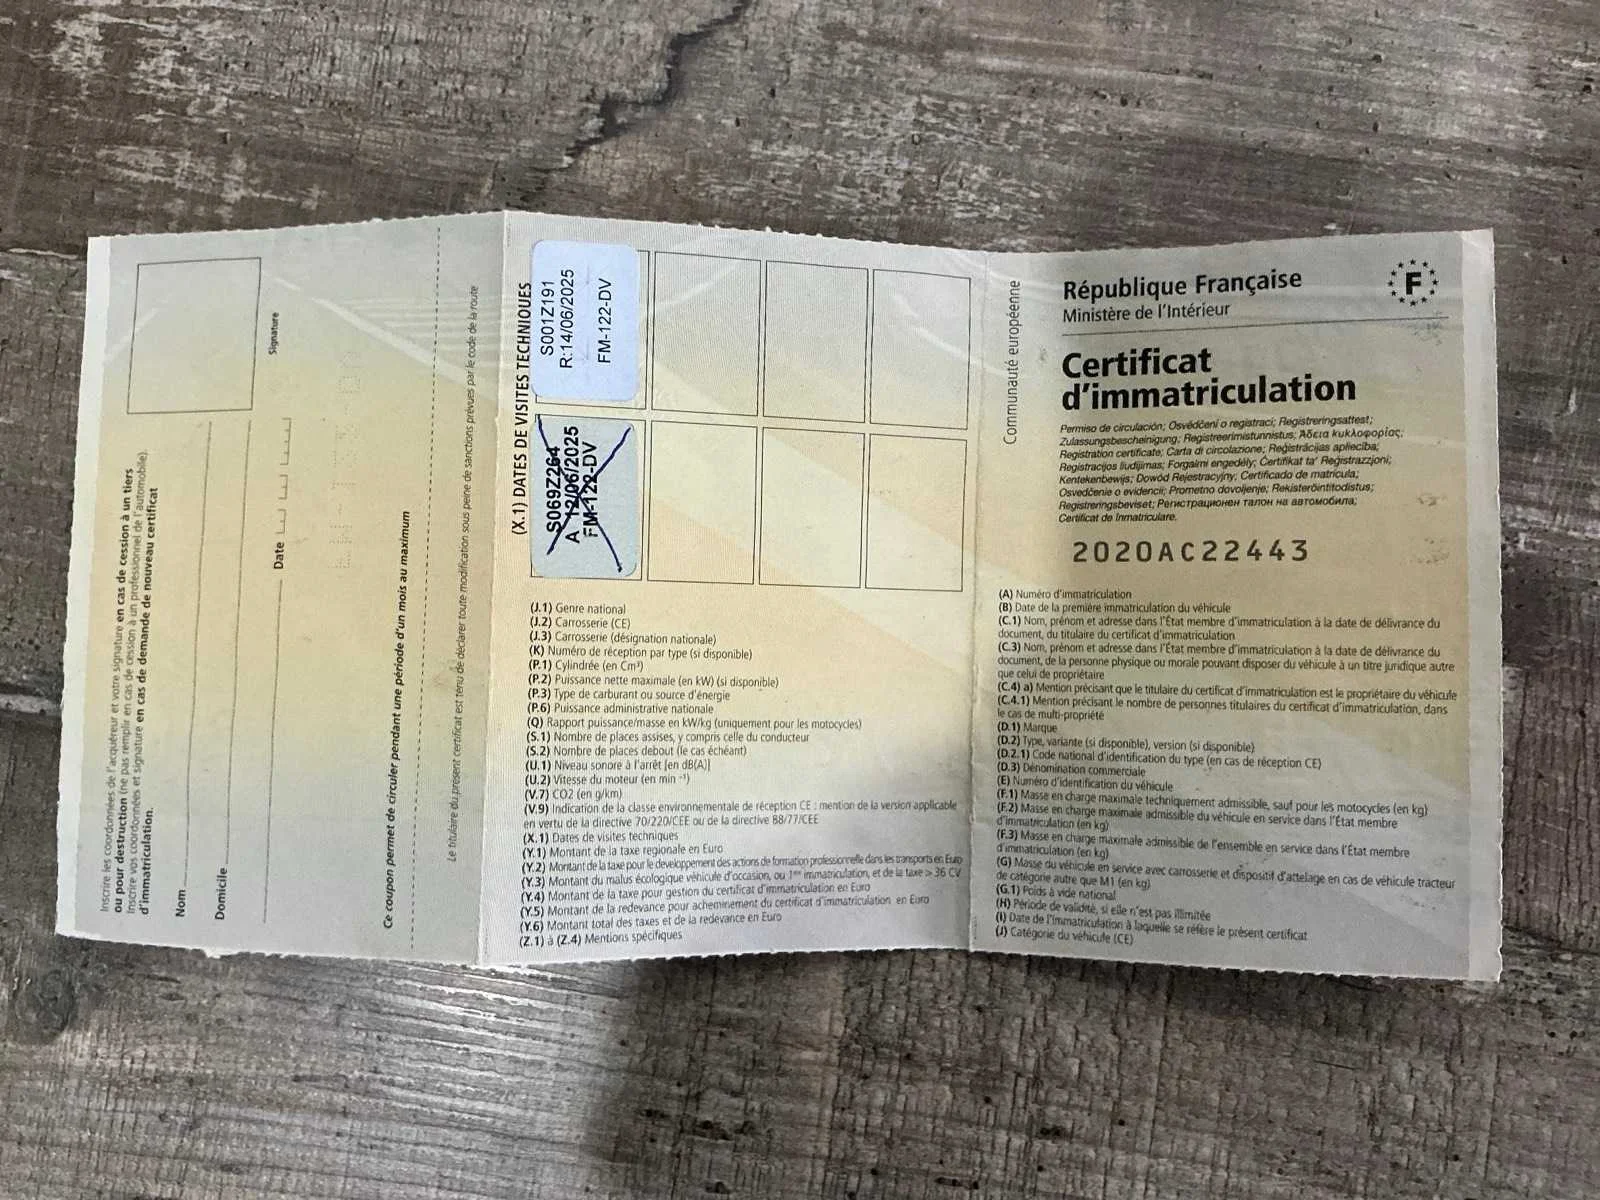 Inscrire les coordonnées de l'acquéreur et votre signature en cas de cession à un tiers
ou pour destruction (ne pas remplir en cas de cession à un professionnel de l'automobile).
Inscrire vos coordonnées et signature en cas de demande de nouveau certificat
d'immatriculation.
Nom
Domicile
Date
Signature
Ce coupon permet de circuler pendant une période d'un mois au maximum
Le titulaire du présent certificat est tenu de déclarer toute modification sous peine de sanctions prévues par le code de la route
(X.1) DATES DE VISITES TECHNIQUES
S001Z191
R:14/06/2025
FM-122-DV
S069Z264
A 12/06/2025
FM-122-DV
(J.1) Genre national
(J.2) Carrosserie (CE)
(J.3) Carrosserie (désignation nationale)
(K) Numéro de réception par type (si disponible)
(P.1) Cylindrée (en Cm³)
(P.2) Puissance nette maximale (en kW) (si disponible)
(P.3) Type de carburant ou source d'énergie
(P.6) Puissance administrative nationale
(Q) Rapport puissance/masse en kW/kg (uniquement pour les motocycles)
(S.1) Nombre de places assises, y compris celle du conducteur
(S.2) Nombre de places debout (le cas échéant)
(U.1) Niveau sonore à l'arrêt [en dB(A)]
(U.2) Vitesse du moteur (en min ⁻¹)
(V.7) CO2 (en g/km)
(V.9) Indication de la classe environnementale de réception CE : mention de la version applicable
en vertu de la directive 70/220/CEE ou de la directive 88/77/CEE
(X.1) Dates de visites techniques
(Y.1) Montant de la taxe regionale en Euro
(Y.2) Montant de la taxe pour le developpement des actions de formation professionnelle dans les transports en Euro
(Y.3) Montant du malus écologique véhicule d'occasion, ou 1ère immatriculation, et de la taxe > 36 CV
(Y.4) Montant de la taxe pour gestion du certificat d'immatriculation en Euro
(Y.5) Montant de la redevance pour acheminement du certificat d'immatriculation en Euro
(Y.6) Montant total des taxes et de la redevance en Euro
(Z.1) à (Z.4) Mentions spécifiques
Communauté européenne
République Française
Ministère de l'Intérieur
F
Certificat
d'immatriculation
Permiso de circulación; Osvědčení o registraci; Registreringsattest;
Zulassungsbescheinigung; Registreerimistunnistus; Άδεια κυκλοφορίας;
Registration certificate; Carta di circolazione; Reģistrācijas apliecība;
Registracijos liudijimas; Forgalmi engedély; Ċertifikat ta' Reġistrazzjoni;
Kentekenbewijs; Dowód Rejestracyjny; Certificado de matrícula;
Osvedčenie o evidencii; Prometno dovoljenje; Rekisteröintitodistus;
Registreringsbeviset; Регистрационен талон на автомобила;
Certificat de Inmatriculare.
2020AC22443
(A) Numéro d'immatriculation
(B) Date de la première immatriculation du véhicule
(C.1) Nom, prénom et adresse dans l'État membre d'immatriculation à la date de délivrance du
document, du titulaire du certificat d'immatriculation
(C.3) Nom, prénom et adresse dans l'État membre d'immatriculation à la date de délivrance du
document, de la personne physique ou morale pouvant disposer du véhicule à un titre juridique autre
que celui de propriétaire
(C.4) a) Mention précisant que le titulaire du certificat d'immatriculation est le propriétaire du véhicule
(C.4.1) Mention précisant le nombre de personnes titulaires du certificat d'immatriculation, dans
le cas de multi-propriété
(D.1) Marque
(D.2) Type, variante (si disponible), version (si disponible)
(D.2.1) Code national d'identification du type (en cas de réception CE)
(D.3) Dénomination commerciale
(E) Numéro d'identification du véhicule
(F.1) Masse en charge maximale techniquement admissible, sauf pour les motocycles (en kg)
(F.2) Masse en charge maximale admissible du véhicule en service dans l'État membre
d'immatriculation (en kg)
(F.3) Masse en charge maximale admissible de l'ensemble en service dans l'État membre
d'immatriculation (en kg)
(G) Masse du véhicule en service avec carrosserie et dispositif d'attelage en cas de véhicule tracteur
de catégorie autre que M1 (en kg)
(G.1) Poids à vide national
(H) Période de validité, si elle n'est pas illimitée
(I) Date de l'immatriculation à laquelle se réfère le présent certificat
(J) Catégorie du véhicule (CE)